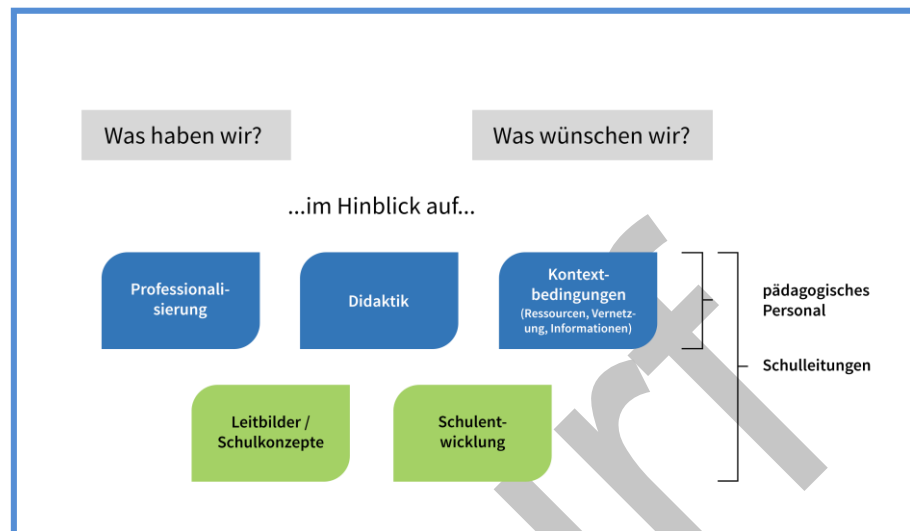 Was haben wir?
Was wünschen wir?
...im Hinblick auf...
Professionali-
sierung
Didaktik
Kontext-
bedingungen
(Ressourcen, Vernetz-
ung, Informationen)
pädagogisches
Personal
Schulleitungen
Leitbilder /
Schulkonzepte
Schulent-
wicklung